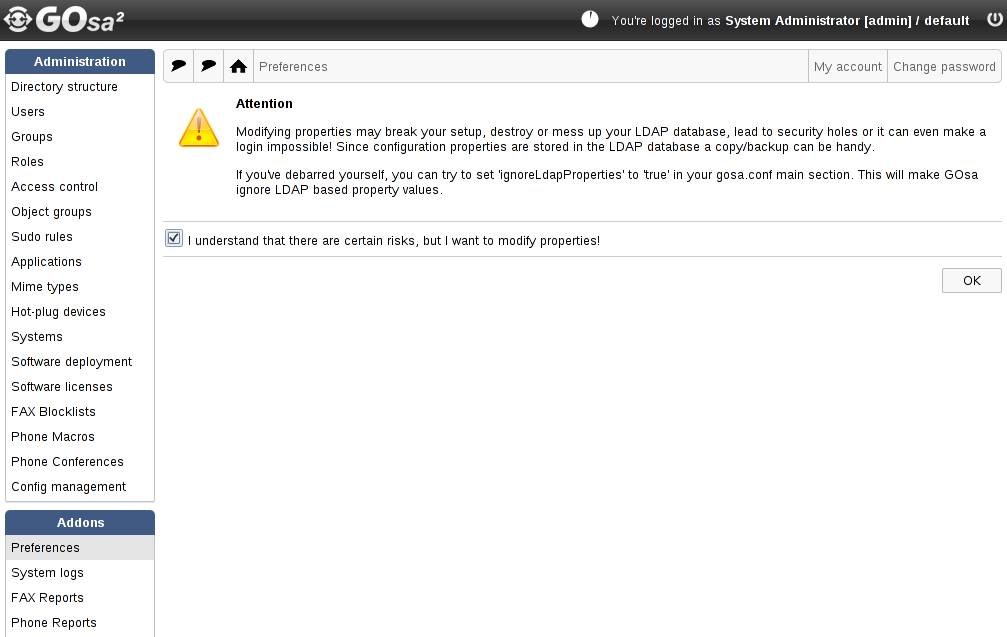 GOsa²
You're logged in as System Administrator [admin] / default
Administration
Directory structure
Users
Groups
Roles
Access control
Object groups
Sudo rules
Applications
Mime types
Hot-plug devices
Systems
Software deployment
Software licenses
FAX Blocklists
Phone Macros
Phone Conferences
Config management
Addons
Preferences
System logs
FAX Reports
Phone Reports
Preferences
My account
Change password
Attention
Modifying properties may break your setup, destroy or mess up your LDAP database, lead to security holes or it can even make a
login impossible! Since configuration properties are stored in the LDAP database a copy/backup can be handy.
If you've debarred yourself, you can try to set 'ignoreLdapProperties' to 'true' in your gosa.conf main section. This will make GOsa
ignore LDAP based property values.
I understand that there are certain risks, but I want to modify properties!
OK